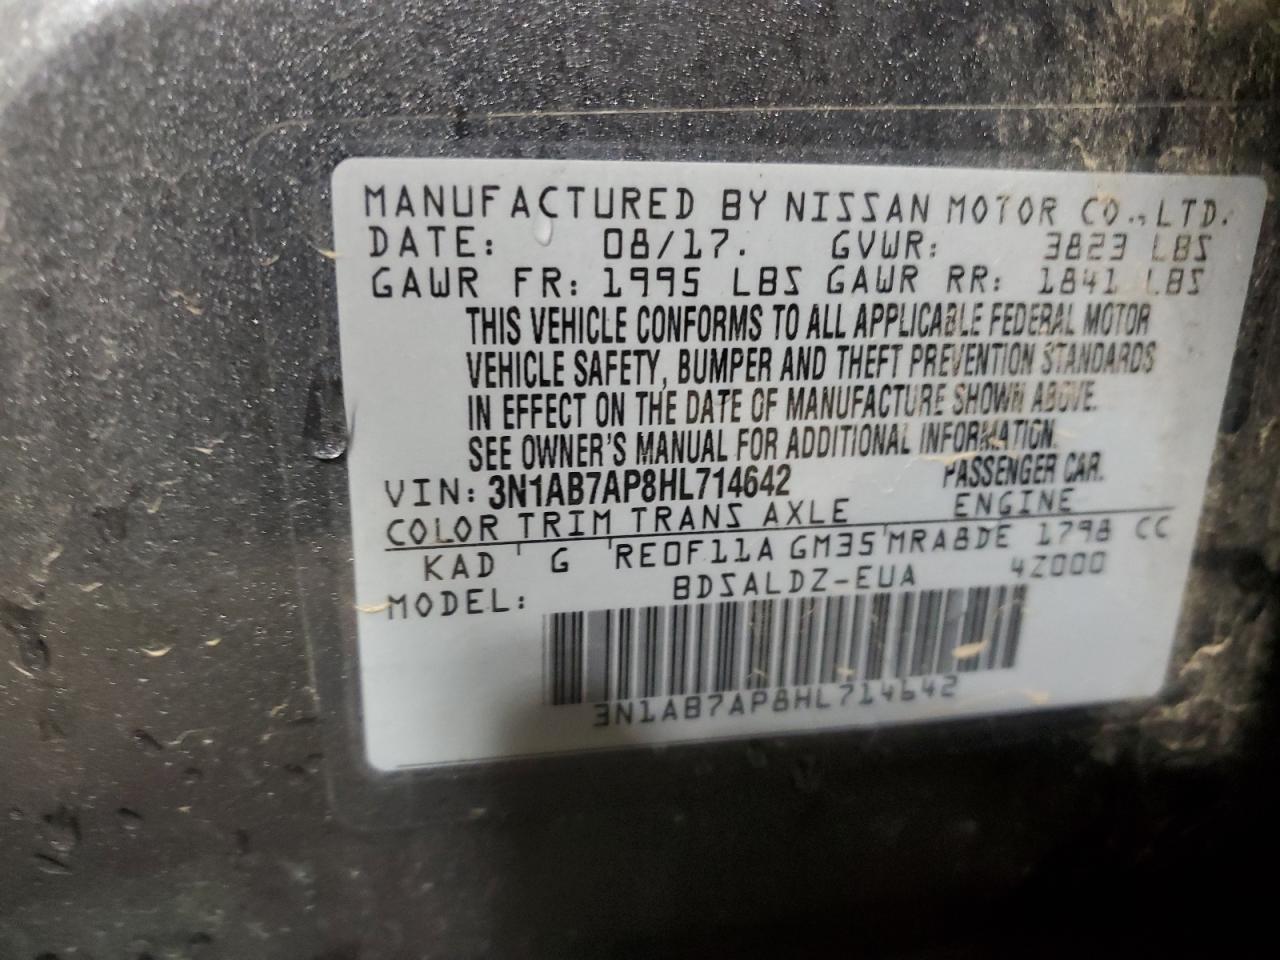 MANUFACTURED BY NISSAN MOTOR CO., LTD.
DATE: 08/17. GVWR: 3823 LBS
GAWR FR: 1995 LBS GAWR RR: 1841 LBS
THIS VEHICLE CONFORMS TO ALL APPLICABLE FEDERAL MOTOR
VEHICLE SAFETY, BUMPER AND THEFT PREVENTION STANDARDS
IN EFFECT ON THE DATE OF MANUFACTURE SHOWN ABOVE.
SEE OWNER'S MANUAL FOR ADDITIONAL INFORMATION.
VIN: 3N1AB7AP8HL714642 PASSENGER CAR.
COLOR TRIM TRANS AXLE ENGINE
KAD G RE0F11A GM35 MRA8DE 1798 CC
MODEL: BDSALDZ-EUA 4Z000
3N1AB7AP8HL714642